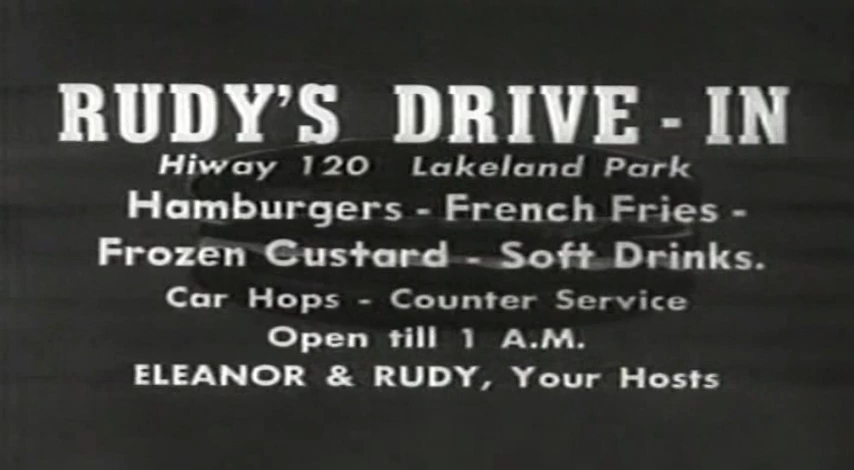 RUDY'S DRIVE-IN
Hiway 120 Lakeland Park
Hamburgers - French Fries -
Frozen Custard - Soft Drinks.
Car Hops - Counter Service
Open till 1 A.M.
ELEANOR & RUDY, Your Hosts